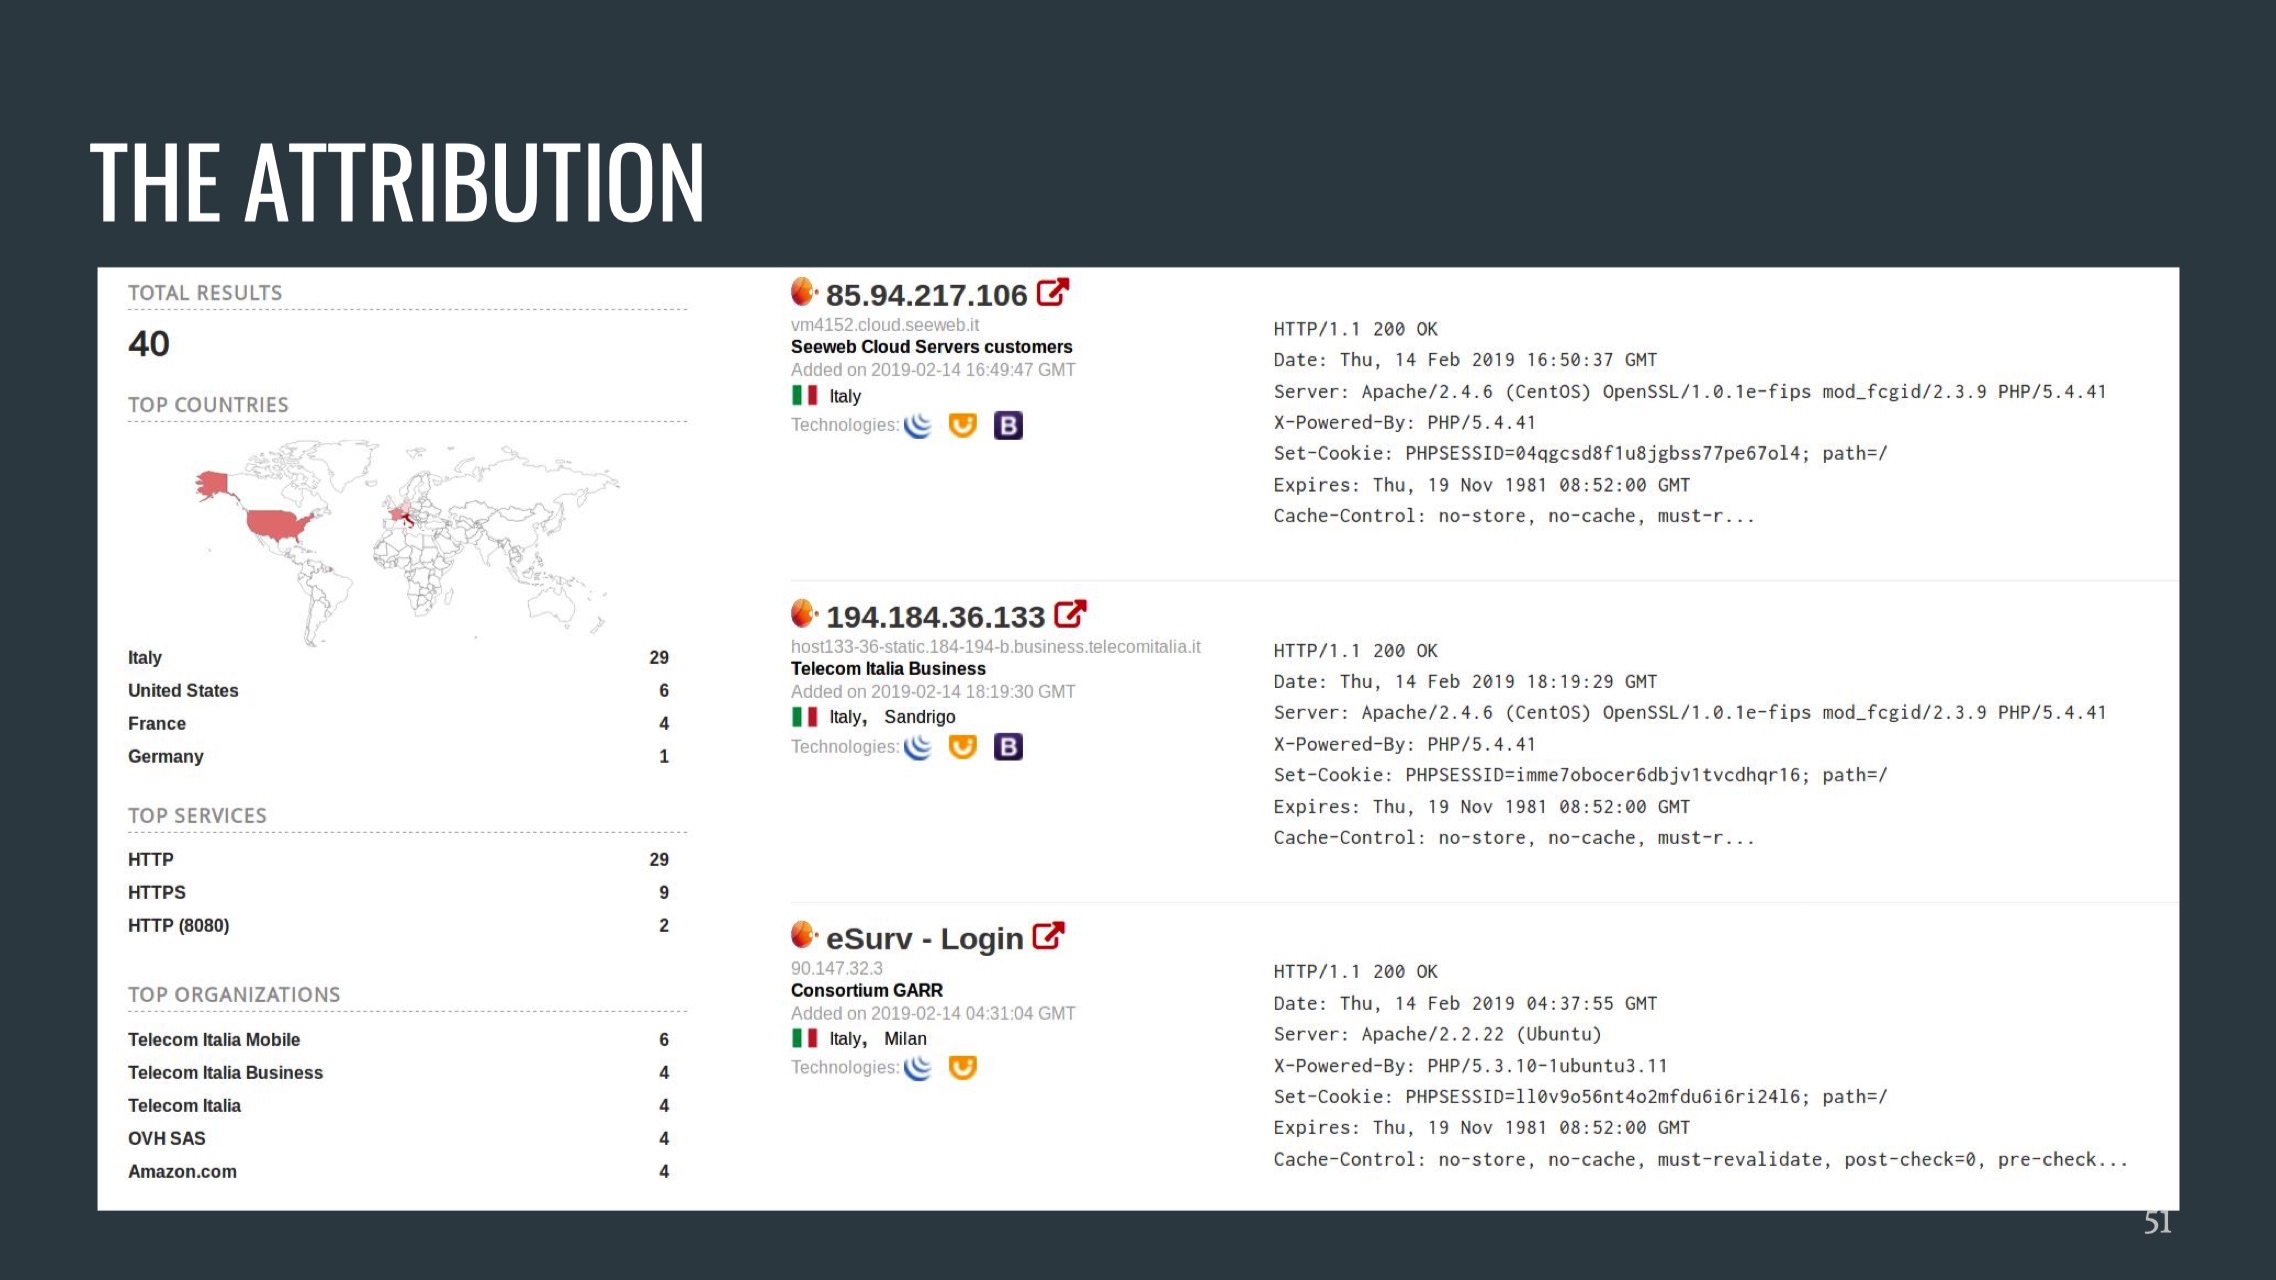 THE ATTRIBUTION
TOTAL RESULTS
40
TOP COUNTRIES
Italy 29
United States 6
France 4
Germany 1
TOP SERVICES
HTTP 29
HTTPS 9
HTTP (8080) 2
TOP ORGANIZATIONS
Telecom Italia Mobile 6
Telecom Italia Business 4
Telecom Italia 4
OVH SAS 4
Amazon.com 4
85.94.217.106
vm4152.cloud.seeweb.it
Seeweb Cloud Servers customers
Added on 2019-02-14 16:49:47 GMT
Italy
Technologies:
B
HTTP/1.1 200 OK
Date: Thu, 14 Feb 2019 16:50:37 GMT
Server: Apache/2.4.6 (CentOS) OpenSSL/1.0.1e-fips mod_fcgid/2.3.9 PHP/5.4.41
X-Powered-By: PHP/5.4.41
Set-Cookie: PHPSESSID=04qgcsd8f1u8jgbss77pe67ol4; path=/
Expires: Thu, 19 Nov 1981 08:52:00 GMT
Cache-Control: no-store, no-cache, must-r...
194.184.36.133
host133-36-static.184-194-b.business.telecomitalia.it
Telecom Italia Business
Added on 2019-02-14 18:19:30 GMT
Italy, Sandrigo
Technologies:
B
HTTP/1.1 200 OK
Date: Thu, 14 Feb 2019 18:19:29 GMT
Server: Apache/2.4.6 (CentOS) OpenSSL/1.0.1e-fips mod_fcgid/2.3.9 PHP/5.4.41
X-Powered-By: PHP/5.4.41
Set-Cookie: PHPSESSID=imme7obocer6dbjv1tvcdhqr16; path=/
Expires: Thu, 19 Nov 1981 08:52:00 GMT
Cache-Control: no-store, no-cache, must-r...
eSurv - Login
90.147.32.3
Consortium GARR
Added on 2019-02-14 04:31:04 GMT
Italy, Milan
Technologies:
HTTP/1.1 200 OK
Date: Thu, 14 Feb 2019 04:37:55 GMT
Server: Apache/2.2.22 (Ubuntu)
X-Powered-By: PHP/5.3.10-1ubuntu3.11
Set-Cookie: PHPSESSID=ll0v9o56nt4o2mfdu6i6ri24l6; path=/
Expires: Thu, 19 Nov 1981 08:52:00 GMT
Cache-Control: no-store, no-cache, must-revalidate, post-check=0, pre-check...
51